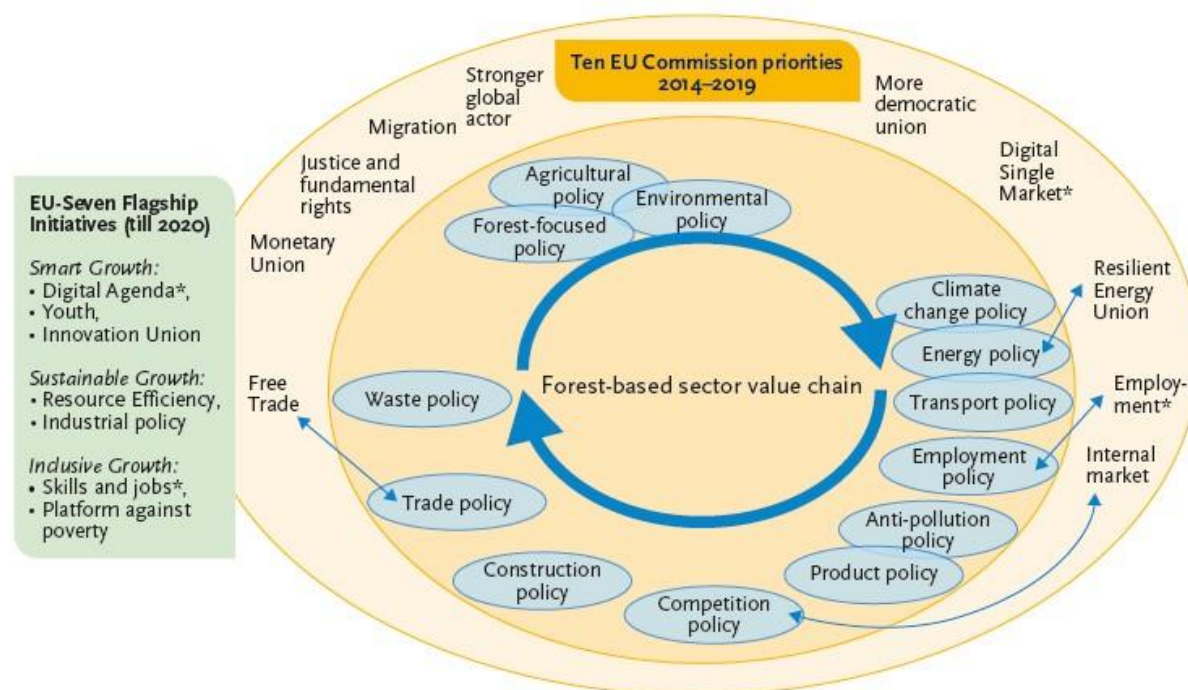 Ten EU Commission priorities
2014–2019
Stronger
global
actor
More
democratic
union
Migration
Digital
Single
Market*
Justice and
fundamental
rights
Monetary
Union
Resilient
Energy
Union
Free
Trade
Employ-
ment*
Internal
market
EU-Seven Flagship
Initiatives (till 2020)
Smart Growth:
• Digital Agenda*,
• Youth,
• Innovation Union
Sustainable Growth:
• Resource Efficiency,
• Industrial policy
Inclusive Growth:
• Skills and jobs*,
• Platform against
poverty
Agricultural
policy
Environmental
policy
Forest-focused
policy
Climate
change policy
Energy policy
Forest-based sector value chain
Waste policy
Transport policy
Employment
policy
Trade policy
Anti-pollution
policy
Product policy
Construction
policy
Competition
policy